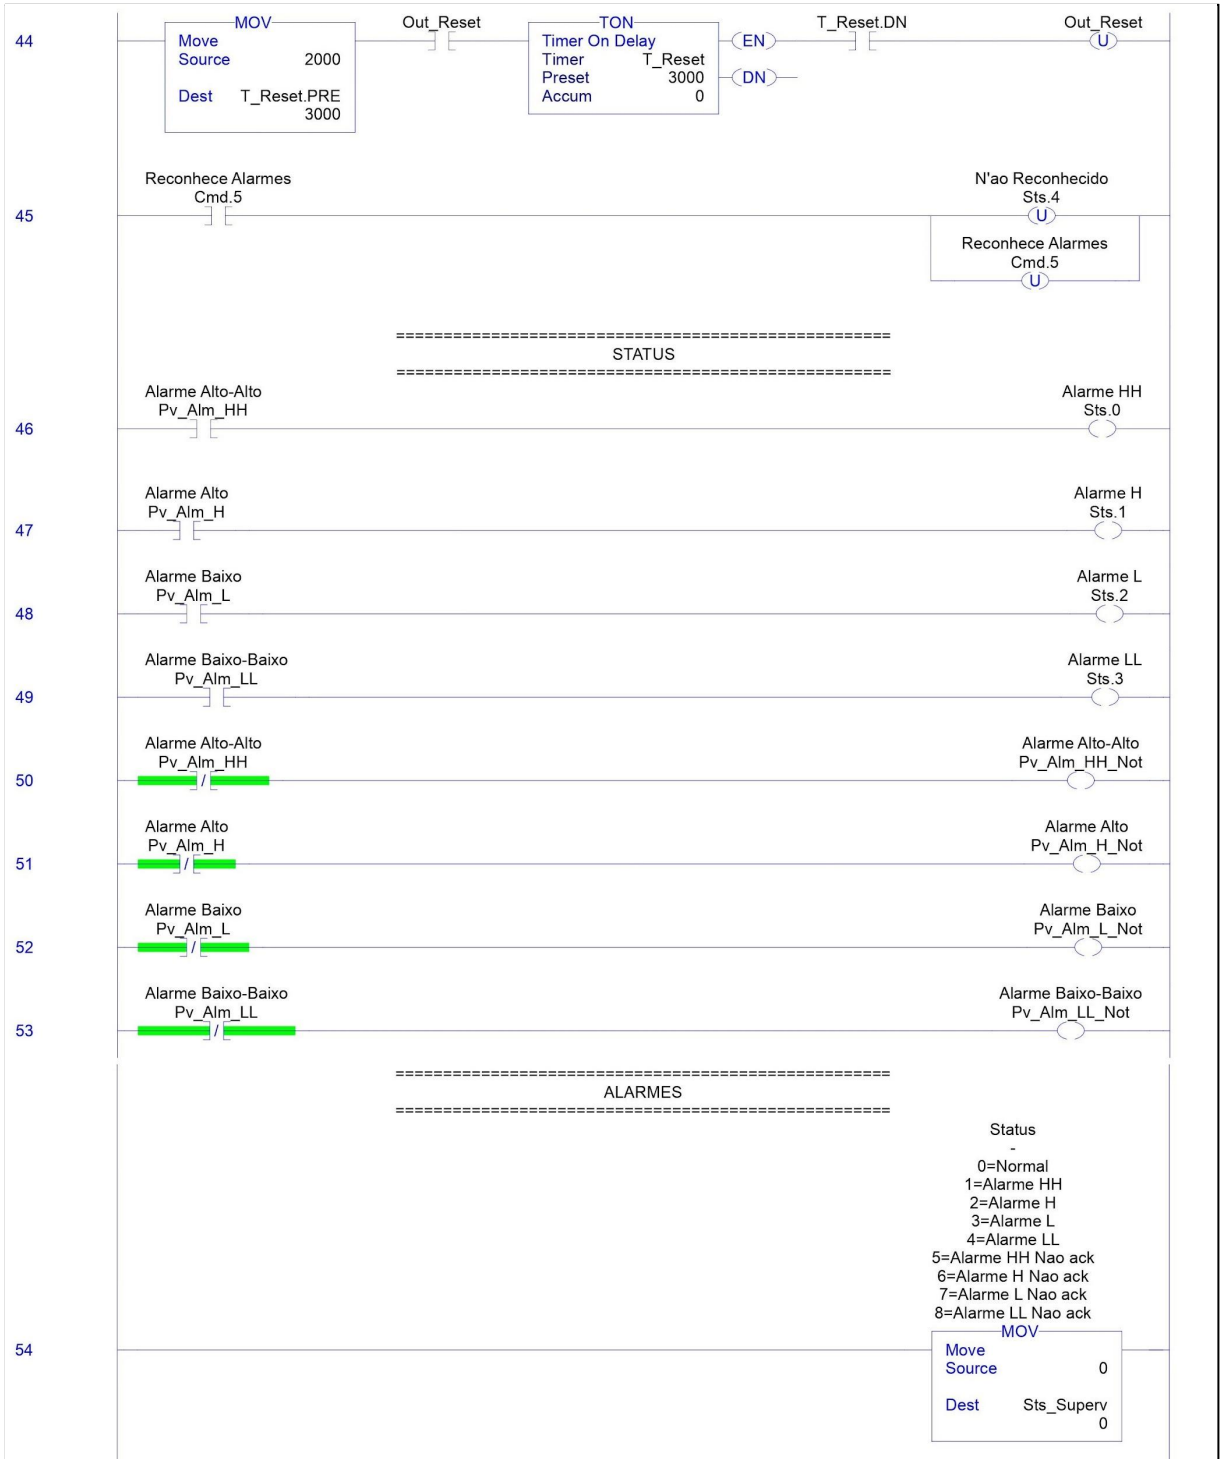 44
MOV
Move
Source 2000
Dest T_Reset.PRE
3000
Out_Reset
TON
Timer On Delay
Timer T_Reset
Preset 3000
Accum 0
EN
DN
T_Reset.DN
Out_Reset
U
45
Reconhece Alarmes
Cmd.5
N'ao Reconhecido
Sts.4
U
Reconhece Alarmes
Cmd.5
U
====================================================
STATUS
====================================================
46
Alarme Alto-Alto
Pv_Alm_HH
Alarme HH
Sts.0
47
Alarme Alto
Pv_Alm_H
Alarme H
Sts.1
48
Alarme Baixo
Pv_Alm_L
Alarme L
Sts.2
49
Alarme Baixo-Baixo
Pv_Alm_LL
Alarme LL
Sts.3
50
Alarme Alto-Alto
Pv_Alm_HH
/
Alarme Alto-Alto
Pv_Alm_HH_Not
51
Alarme Alto
Pv_Alm_H
/
Alarme Alto
Pv_Alm_H_Not
52
Alarme Baixo
Pv_Alm_L
/
Alarme Baixo
Pv_Alm_L_Not
53
Alarme Baixo-Baixo
Pv_Alm_LL
/
Alarme Baixo-Baixo
Pv_Alm_LL_Not
====================================================
ALARMES
====================================================
54
Status
-
0=Normal
1=Alarme HH
2=Alarme H
3=Alarme L
4=Alarme LL
5=Alarme HH Nao ack
6=Alarme H Nao ack
7=Alarme L Nao ack
8=Alarme LL Nao ack
MOV
Move
Source 0
Dest Sts_Superv
0